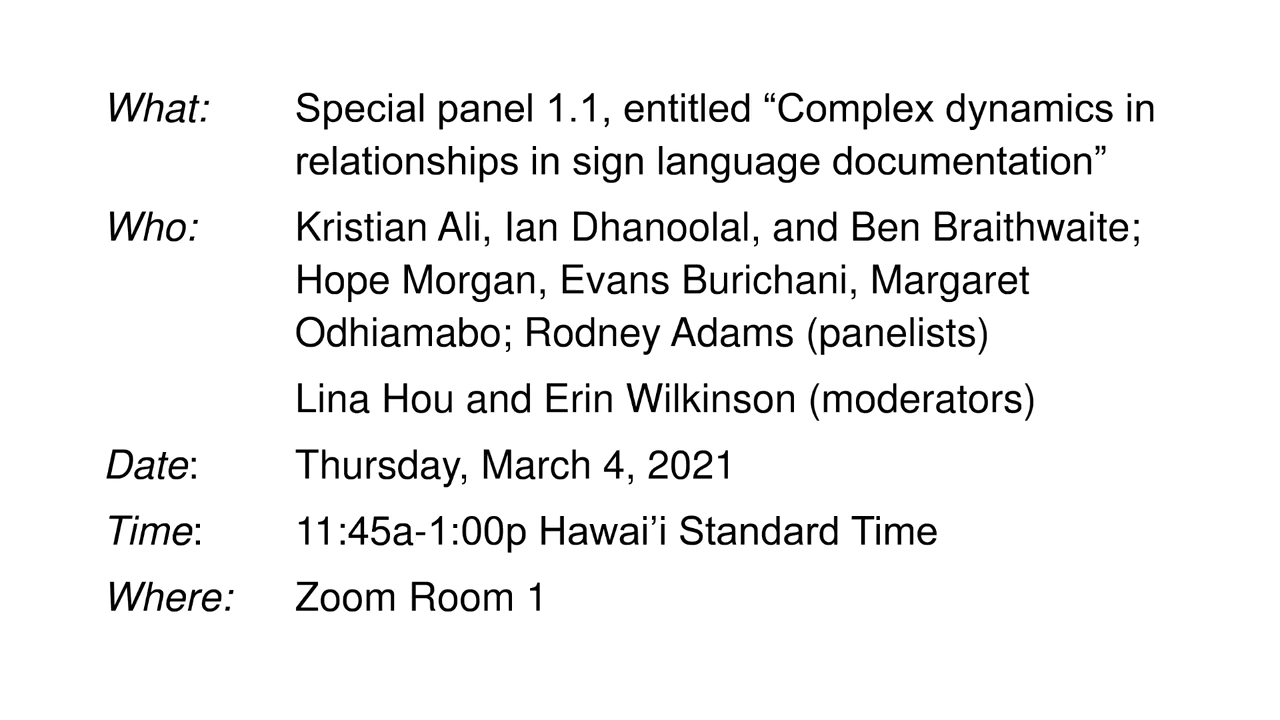 What: Special panel 1.1, entitled “Complex dynamics in
relationships in sign language documentation”
Who: Kristian Ali, Ian Dhanoolal, and Ben Braithwaite;
Hope Morgan, Evans Burichani, Margaret
Odhiamabo; Rodney Adams (panelists)
Lina Hou and Erin Wilkinson (moderators)
Date: Thursday, March 4, 2021
Time: 11:45a-1:00p Hawai’i Standard Time
Where: Zoom Room 1